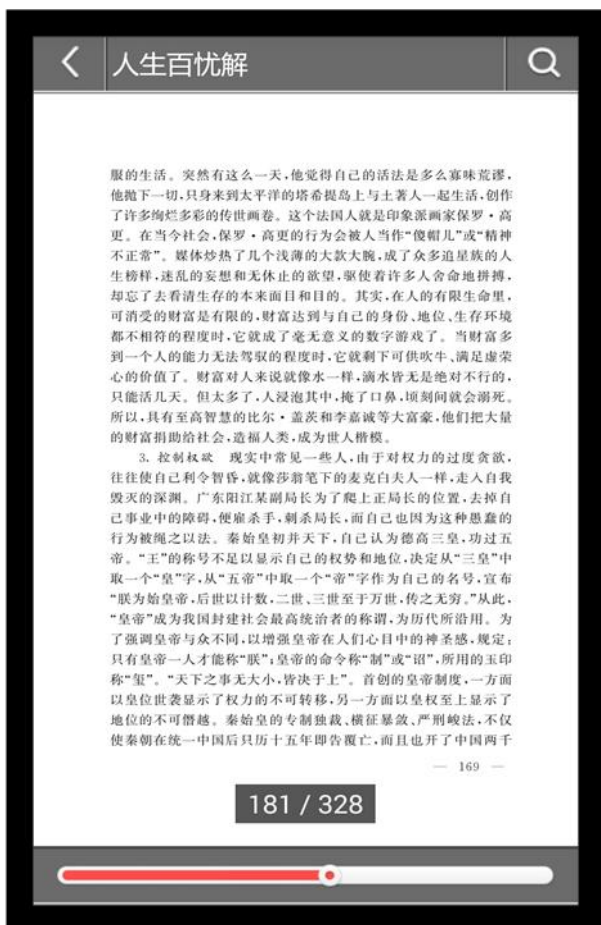 人生百忧解
服的生活。突然有这么一天,他觉得自己的活法是多么寡味荒谬,
他抛下一切,只身来到太平洋的塔希提岛上与土著人一起生活,创作
了许多绚烂多彩的传世画卷。这个法国人就是印象派画家保罗·高
更。在当今社会,保罗·高更的行为会被人当作“傻帽儿”或“精神
不正常”。媒体炒热了几个浅薄的大款大腕,成了众多追星族的人
生榜样,迷乱的妄想和无休止的欲望,驱使着许多人舍命地拼搏,
却忘了去看清生存的本来面目和目的。其实,在人的有限生命里,
可消受的财富是有限的,财富达到与自己的身份、地位、生存环境
都不相符的程度时,它就成了毫无意义的数字游戏了。当财富多
到一个人的能力无法驾驭的程度时,它就剩下可供吹牛、满足虚荣
心的价值了。财富对人来说就像水一样,滴水皆无是绝对不行的,
只能活几天。但太多了,人浸泡其中,掩了口鼻,顷刻间就会溺死。
所以,具有至高智慧的比尔·盖茨和李嘉诚等大富豪,他们把大量
的财富捐助给社会,造福人类,成为世人楷模。
3. 控制权欲 现实中常见一些人,由于对权力的过度贪欲,
往往使自己利令智昏,就像莎翁笔下的麦克白夫人一样,走入自我
毁灭的深渊。广东阳江某副局长为了爬上正局长的位置,去掉自
己事业中的障碍,便雇杀手,刺杀局长,而自己也因为这种愚蠢的
行为被绳之以法。秦始皇初并天下,自己认为德高三皇,功过五
帝。“王”的称号不足以显示自己的权势和地位,决定从“三皇”中
取一个“皇”字,从“五帝”中取一个“帝”字作为自己的名号,宣布
“朕为始皇帝,后世以计数,二世、三世至于万世,传之无穷。”从此,
“皇帝”成为我国封建社会最高统治者的称谓,为历代所沿用。为
了强调皇帝与众不同,以增强皇帝在人们心目中的神圣感,规定:
只有皇帝一人才能称“朕”;皇帝的命令称“制”或“诏”,所用的玉印
称“玺”。“天下之事无大小,皆决于上”。首创的皇帝制度,一方面
以皇位世袭显示了权力的不可转移,另一方面以皇权至上显示了
地位的不可僭越。秦始皇的专制独裁、横征暴敛、严刑峻法,不仅
使秦朝在统一中国后只历十五年即告覆亡,而且也开了中国两千
— 169 —
181 / 328